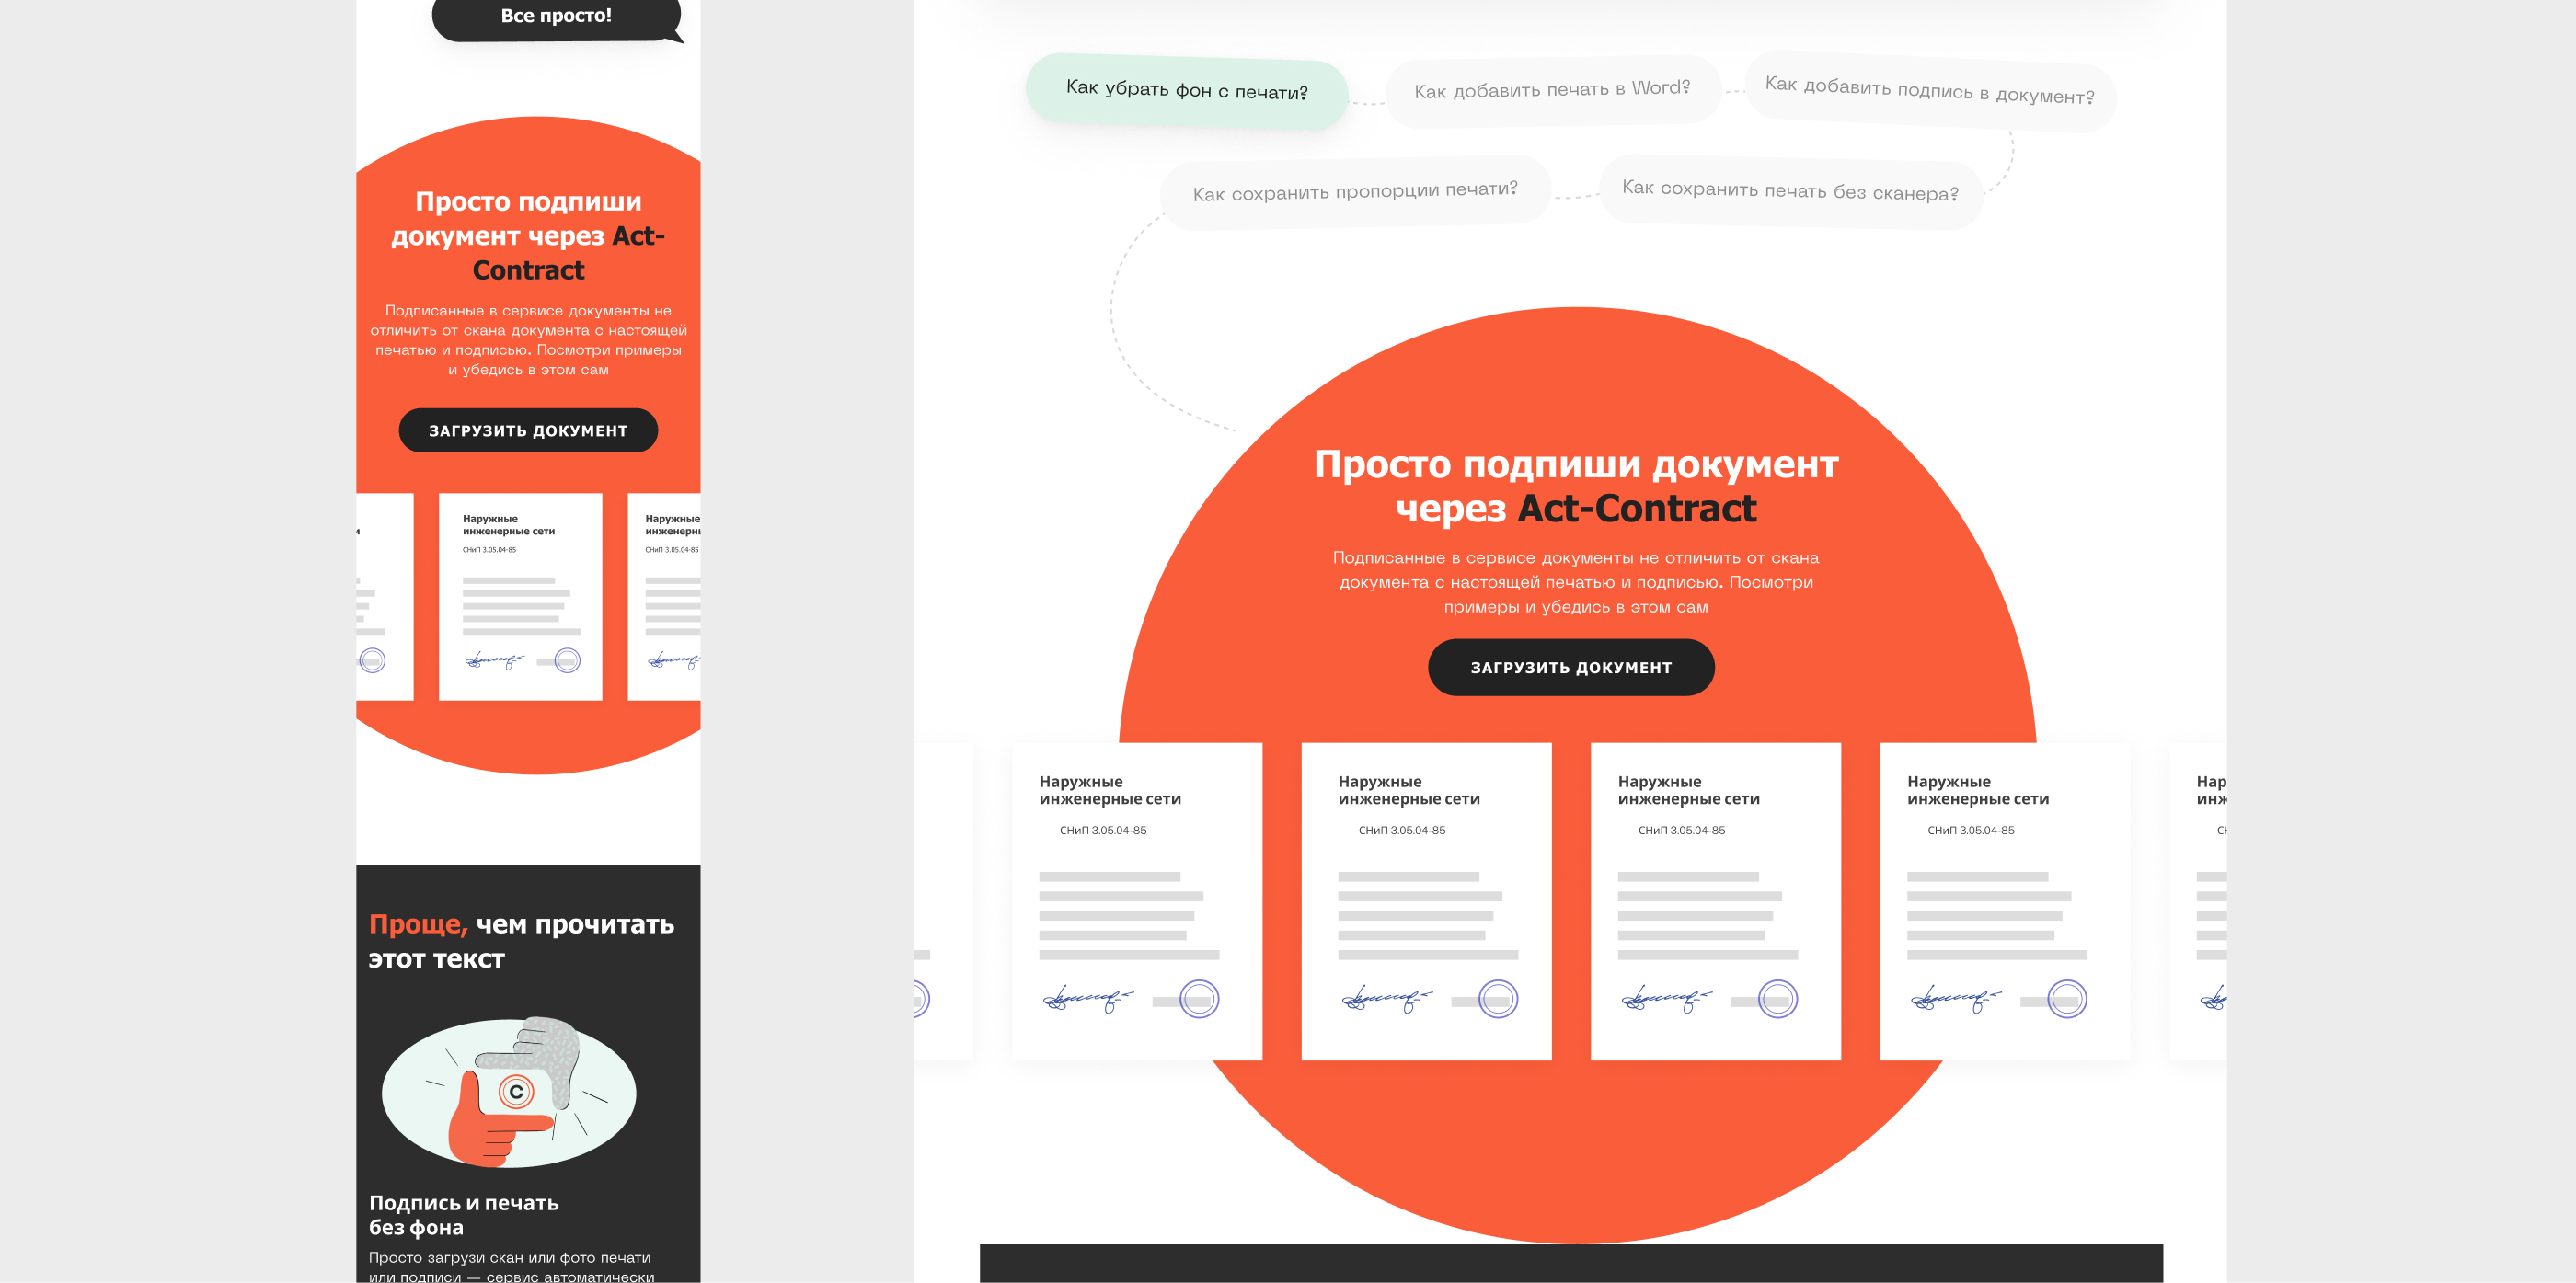 Все просто!
Просто подпиши
документ через Act-
Contract
Подписанные в сервисе документы не
отличить от скана документа с настоящей
печатью и подписью. Посмотри примеры
и убедись в этом сам
ЗАГРУЗИТЬ ДОКУМЕНТ
Наружные
инженерные сети
СНиП 3.05.04-85
Наружные
СНиП 3.05.04-85
Проще, чем прочитать
этот текст
C
Подпись и печать
без фона
Просто загрузи скан или фото печати
или подписи — сервис автоматически
Как убрать фон с печати?
Как добавить печать в Word?
Как добавить подпись в документ?
Как сохранить пропорции печати?
Как сохранить печать без сканера?
Просто подпиши документ
через Act-Contract
Подписанные в сервисе документы не отличить от скана
документа с настоящей печатью и подписью. Посмотри
примеры и убедись в этом сам
ЗАГРУЗИТЬ ДОКУМЕНТ
Наружные
инженерные сети
СНиП 3.05.04-85
Наружные
инженерные сети
СНиП 3.05.04-85
Наружные
инженерные сети
СНиП 3.05.04-85
Наружные
инженерные сети
СНиП 3.05.04-85